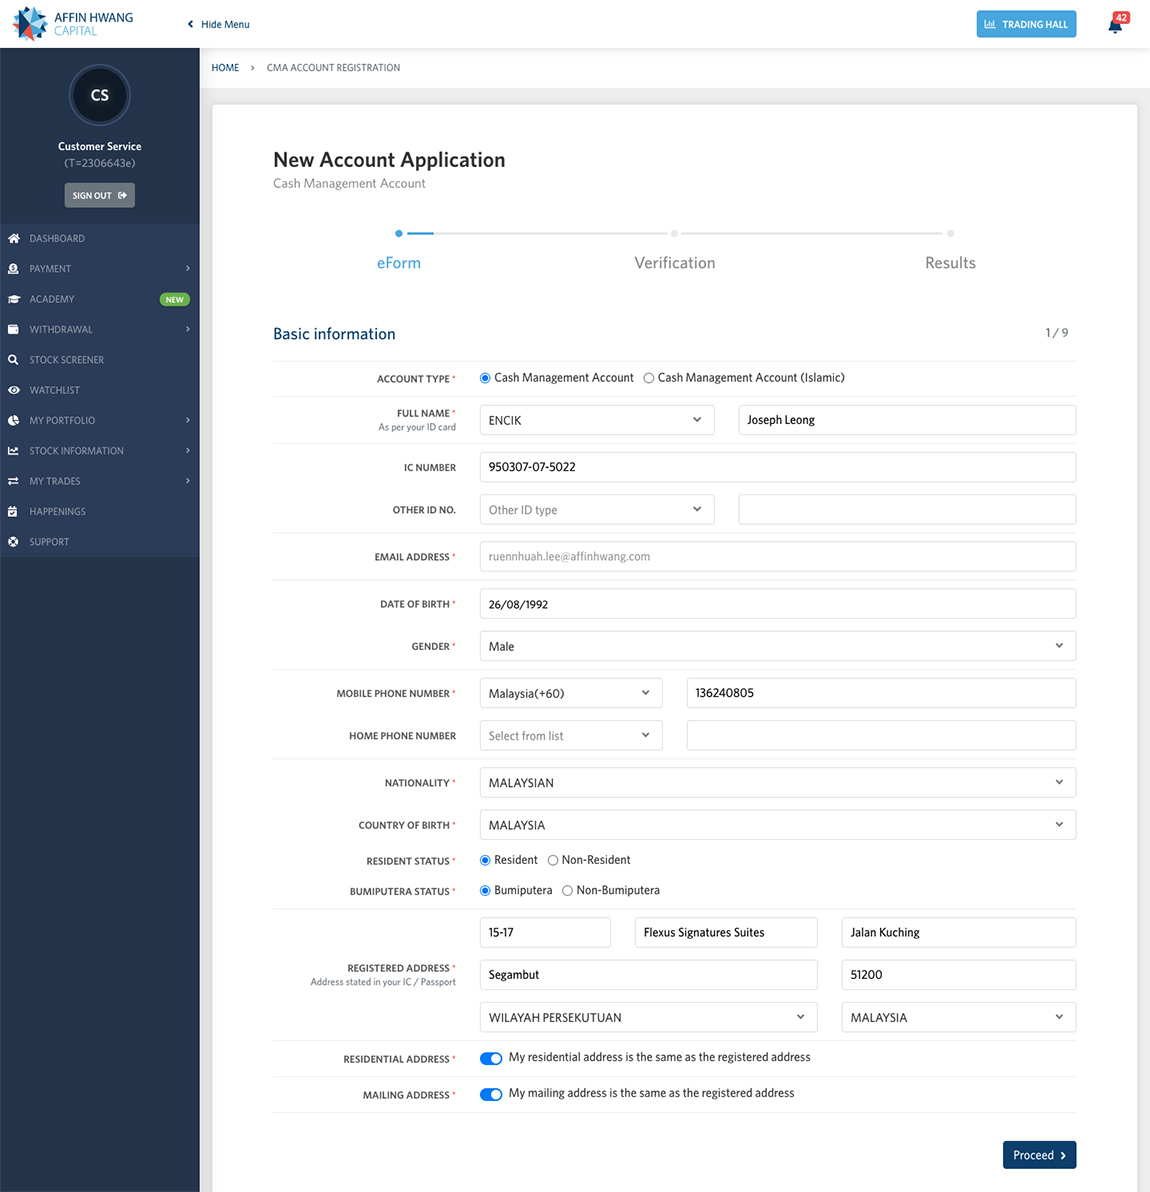 AFFIN HWANG
CAPITAL
Hide Menu
TRADING HALL
42
HOME > CMA ACCOUNT REGISTRATION
CS
Customer Service
(T=2306643e)
SIGN OUT
DASHBOARD
PAYMENT
ACADEMY NEW
WITHDRAWAL
STOCK SCREENER
WATCHLIST
MY PORTFOLIO
STOCK INFORMATION
MY TRADES
HAPPENINGS
SUPPORT
New Account Application
Cash Management Account
eForm Verification Results
Basic information 1 / 9
ACCOUNT TYPE * Cash Management Account Cash Management Account (Islamic)
FULL NAME * ENCIK Joseph Leong
As per your ID card
IC NUMBER 950307-07-5022
OTHER ID NO. Other ID type
EMAIL ADDRESS * ruennhuah.lee@affinhwang.com
DATE OF BIRTH * 26/08/1992
GENDER * Male
MOBILE PHONE NUMBER * Malaysia(+60) 136240805
HOME PHONE NUMBER Select from list
NATIONALITY * MALAYSIAN
COUNTRY OF BIRTH * MALAYSIA
RESIDENT STATUS * Resident Non-Resident
BUMIPUTERA STATUS * Bumiputera Non-Bumiputera
15-17 Flexus Signatures Suites Jalan Kuching
REGISTERED ADDRESS * Segambut 51200
Address stated in your IC / Passport
WILAYAH PERSEKUTUAN MALAYSIA
RESIDENTIAL ADDRESS * My residential address is the same as the registered address
MAILING ADDRESS * My mailing address is the same as the registered address
Proceed >